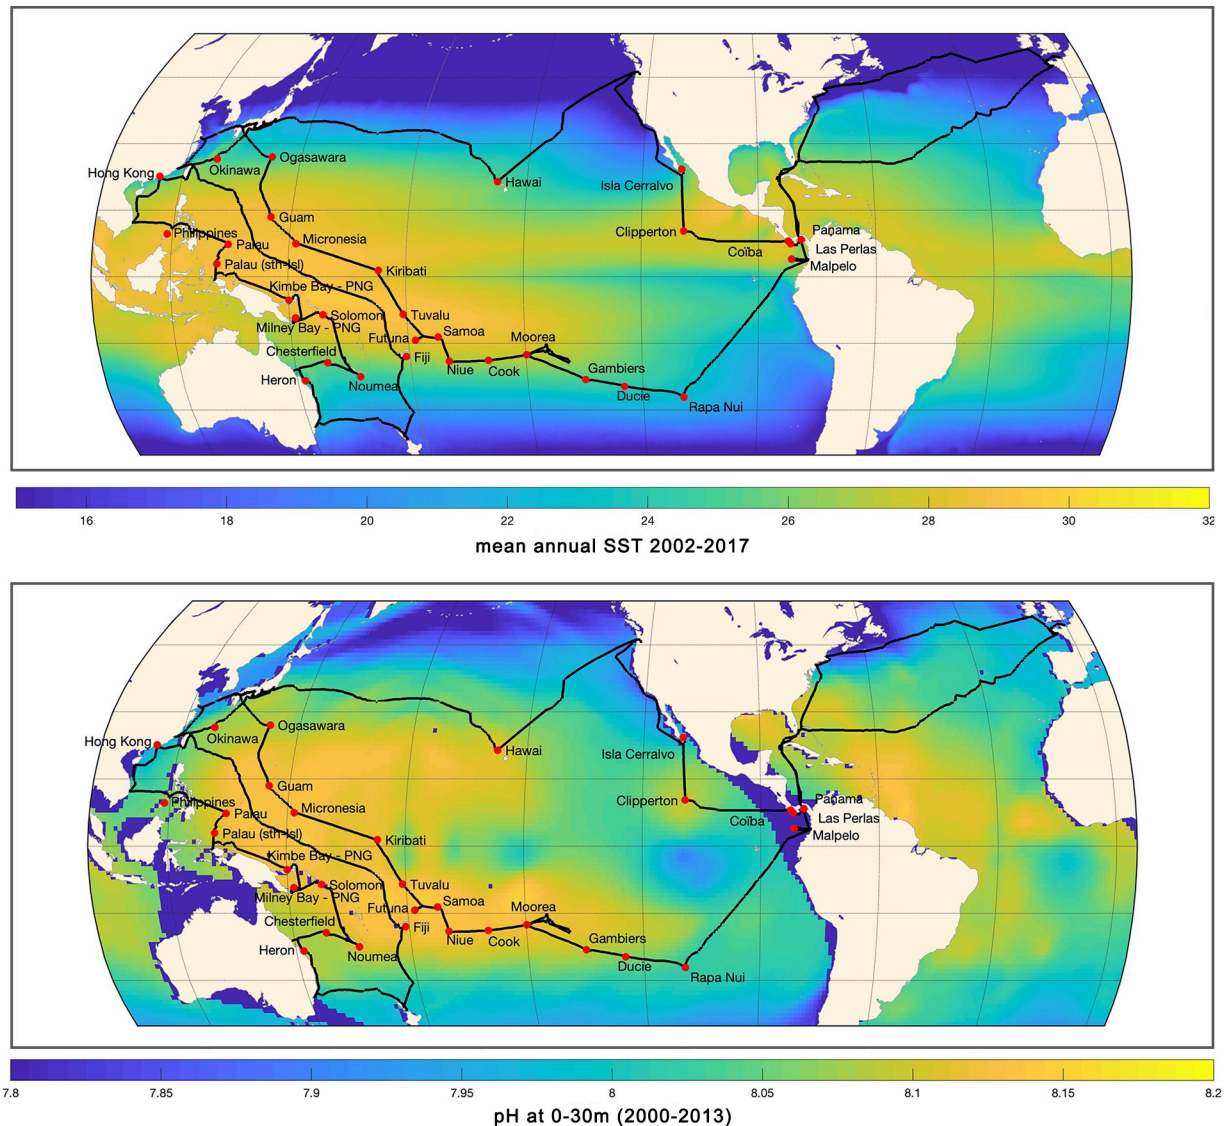 Ogasawara
Okinawa
Hong Kong
Hawai
Isla Cerralvo
Guam
Clipperton
Panama
Philippines
Micronesia
Palau
Las Perlas
Coïba
Palau (sth-Isl)
Malpelo
Kiribati
Kimbe Bay - PNG
Solomon
Tuvalu
Milney Bay - PNG
Samoa
Futuna
Moorea
Chesterfield
Fiji
Niue
Cook
Gambiers
Heron
Noumea
Ducie
Rapa Nui
16 18 20 22 24 26 28 30 32
mean annual SST 2002-2017
Ogasawara
Okinawa
Hong Kong
Hawai
Isla Cerralvo
Guam
Clipperton
Panama
Philippines
Micronesia
Palau
Las Perlas
Coïba
Palau (sth-Isl)
Malpelo
Kiribati
Kimbe Bay - PNG
Solomon
Tuvalu
Milney Bay - PNG
Samoa
Futuna
Moorea
Chesterfield
Fiji
Niue
Cook
Gambiers
Heron
Noumea
Ducie
Rapa Nui
7.8 7.85 7.9 7.95 8 8.05 8.1 8.15 8.2
pH at 0-30m (2000-2013)